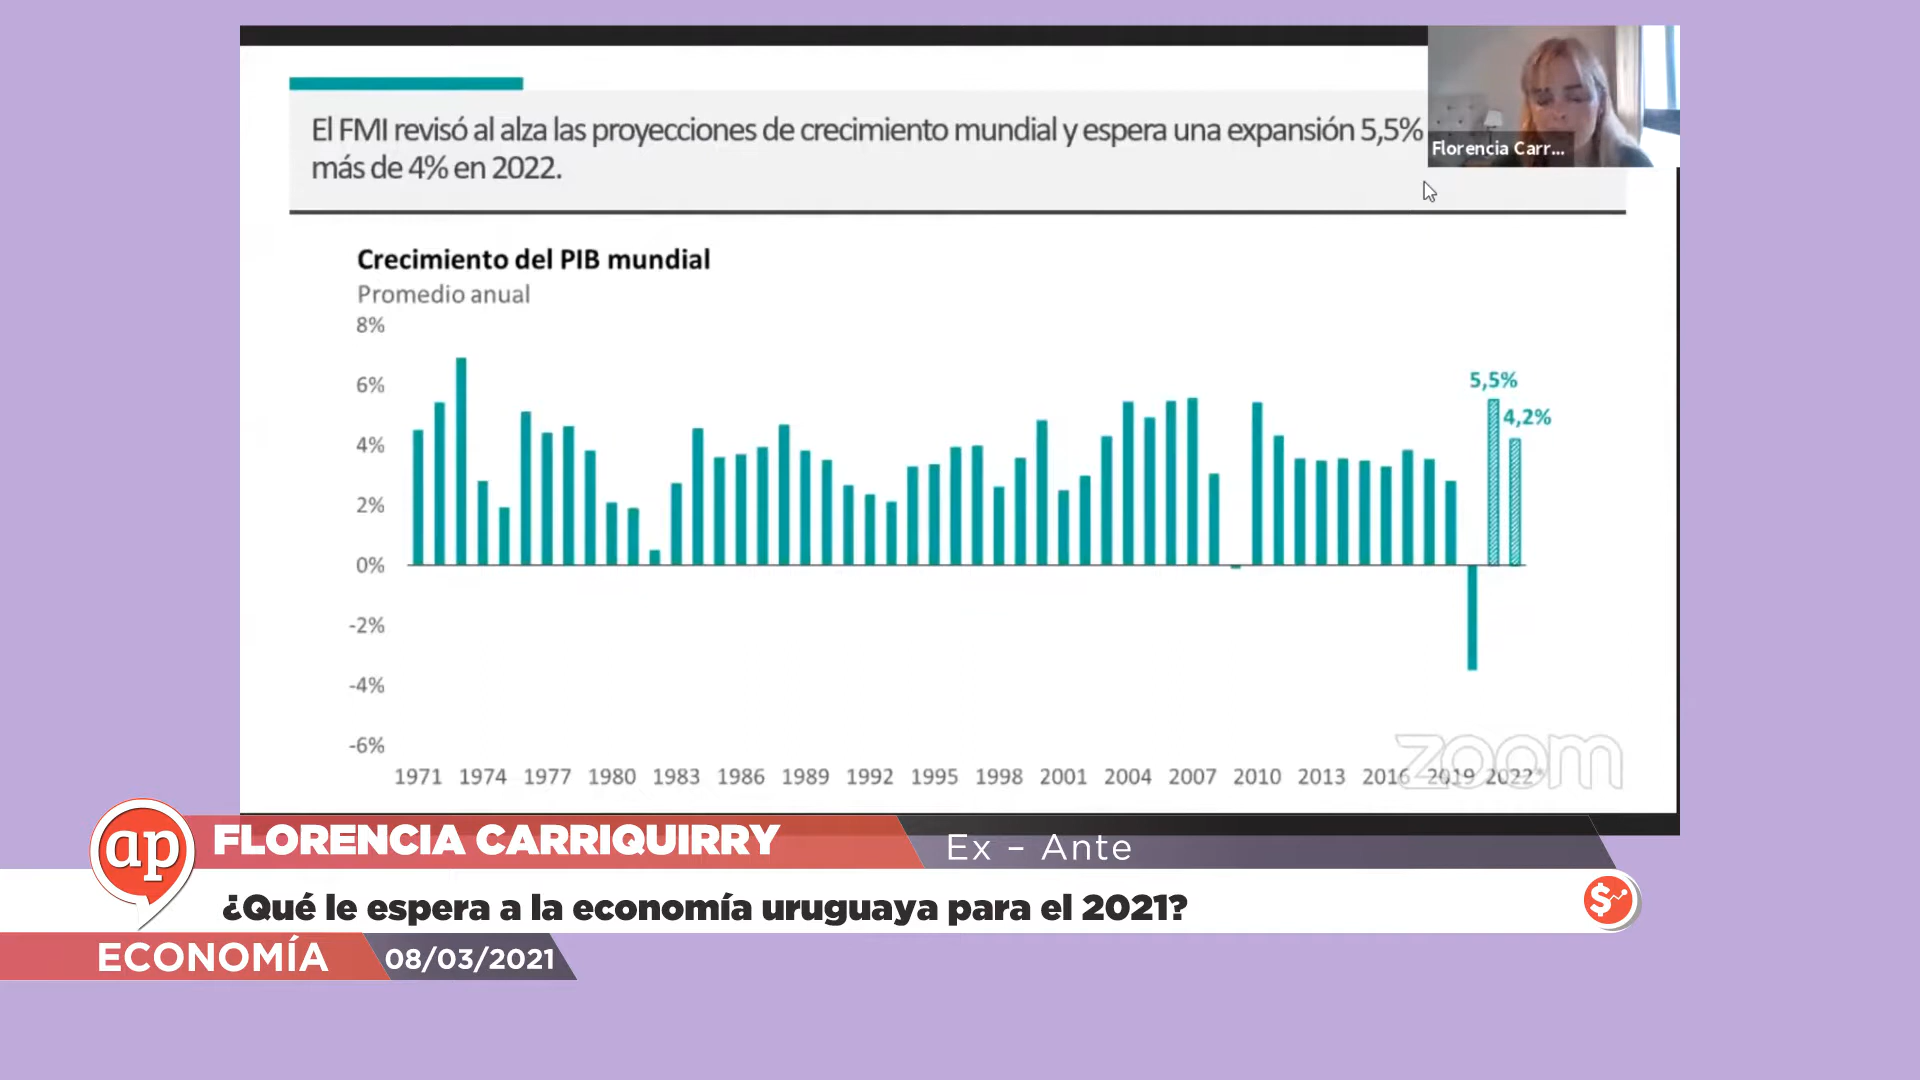 El FMI revisó al alza las proyecciones de crecimiento mundial y espera una expansión 5,5%
más de 4% en 2022.
Florencia Carr...
Crecimiento del PIB mundial
Promedio anual
8%
6%
4%
2%
0%
-2%
-4%
-6%
5,5%
4,2%
1971 1974 1977 1980 1983 1986 1989 1992 1995 1998 2001 2004 2007 2010 2013 2016 2019 2022*
zoom
ap
FLORENCIA CARRIQUIRRY
Ex – Ante
¿Qué le espera a la economía uruguaya para el 2021?
$
ECONOMÍA
08/03/2021